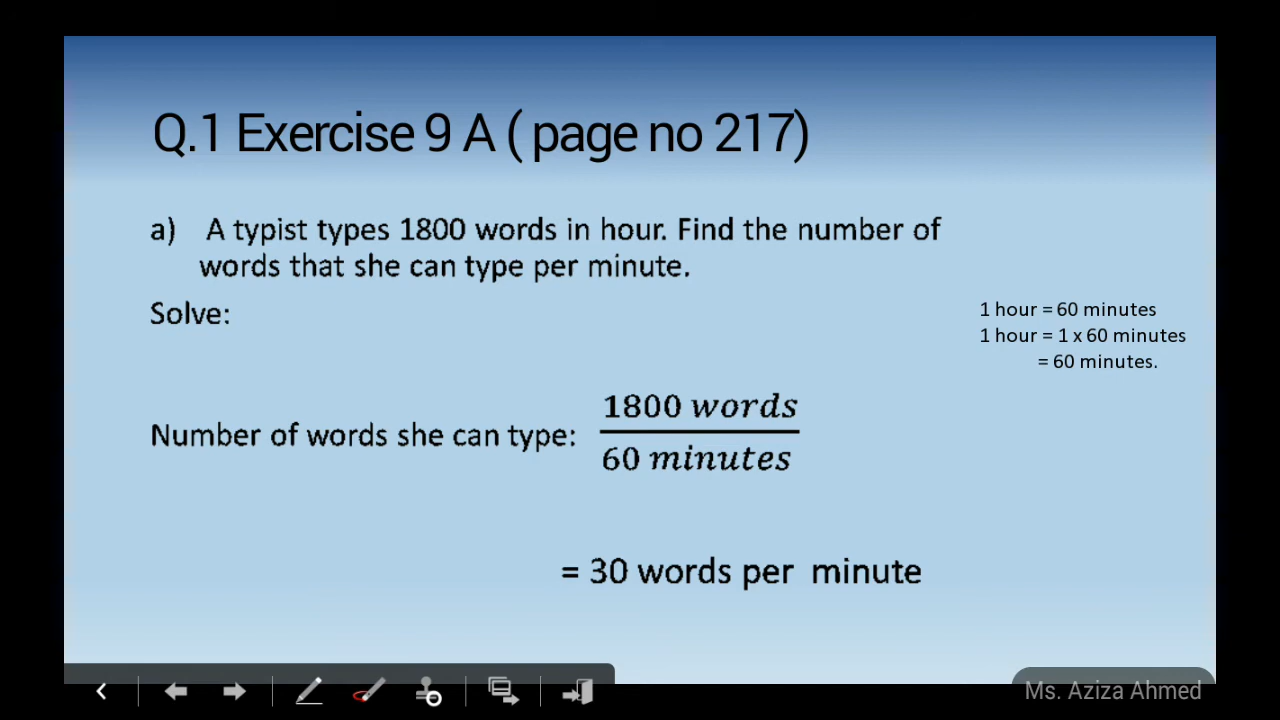 Q.1 Exercise 9 A ( page no 217)
a) A typist types 1800 words in hour. Find the number of
words that she can type per minute.
Solve:
1 hour = 60 minutes
1 hour = 1 x 60 minutes
= 60 minutes.
Number of words she can type:
1800 words
60 minutes
= 30 words per minute
Ms. Aziza Ahmed